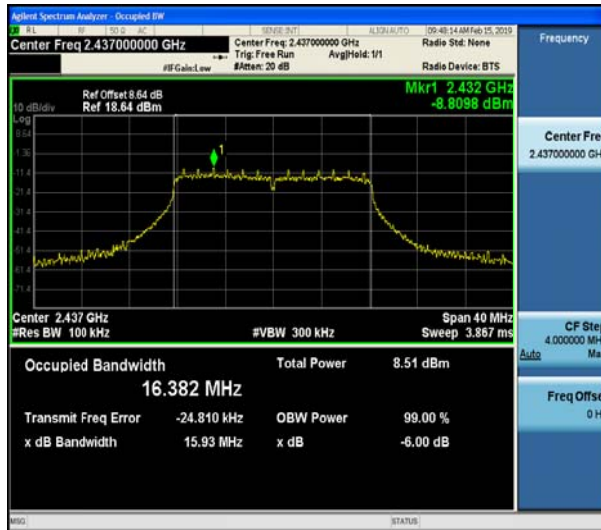 Agilent Spectrum Analyzer - Occupied BW
RL RF 50 Ω AC SENSE:INT ALIGN AUTO 09:48:14 AM Feb 15, 2019
Center Freq 2.437000000 GHz
Center Freq: 2.437000000 GHz
Radio Std: None
Trig: Free Run Avg|Hold: 1/1
#IFGain:Low #Atten: 20 dB Radio Device: BTS
Frequency
Ref Offset 8.64 dB
10 dB/div Ref 18.64 dBm
Mkr1 2.432 GHz
-8.8098 dBm
Log
8.64
-1.36
-11.4
-21.4
-31.4
-41.4
-51.4
-61.4
-71.4
1
Center Fre
2.437000000 GH
Center 2.437 GHz Span 40 MHz
#Res BW 100 kHz #VBW 300 kHz Sweep 3.867 ms
CF Ste
4.000000 MH
Auto Ma
Occupied Bandwidth Total Power 8.51 dBm
16.382 MHz
Transmit Freq Error -24.810 kHz OBW Power 99.00 %
x dB Bandwidth 15.93 MHz x dB -6.00 dB
Freq Offse
0 H
MSG STATUS